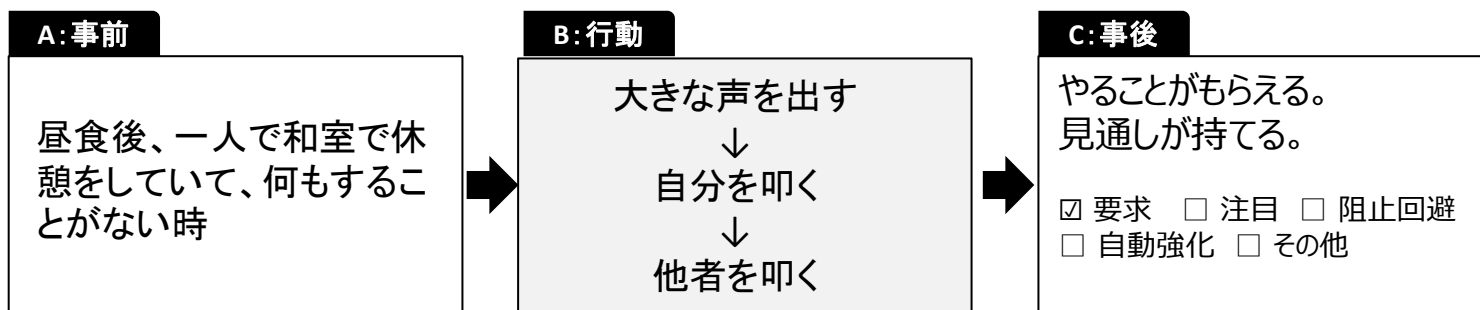 A:事前
昼食後、一人で和室で休
憩をしていて、何もするこ
とがない時
B:行動
大きな声を出す
↓
自分を叩く
↓
他者を叩く
C:事後
やることがもらえる。
見通しが持てる。
☑ 要求 □ 注目 □ 阻止回避
□ 自動強化 □ その他